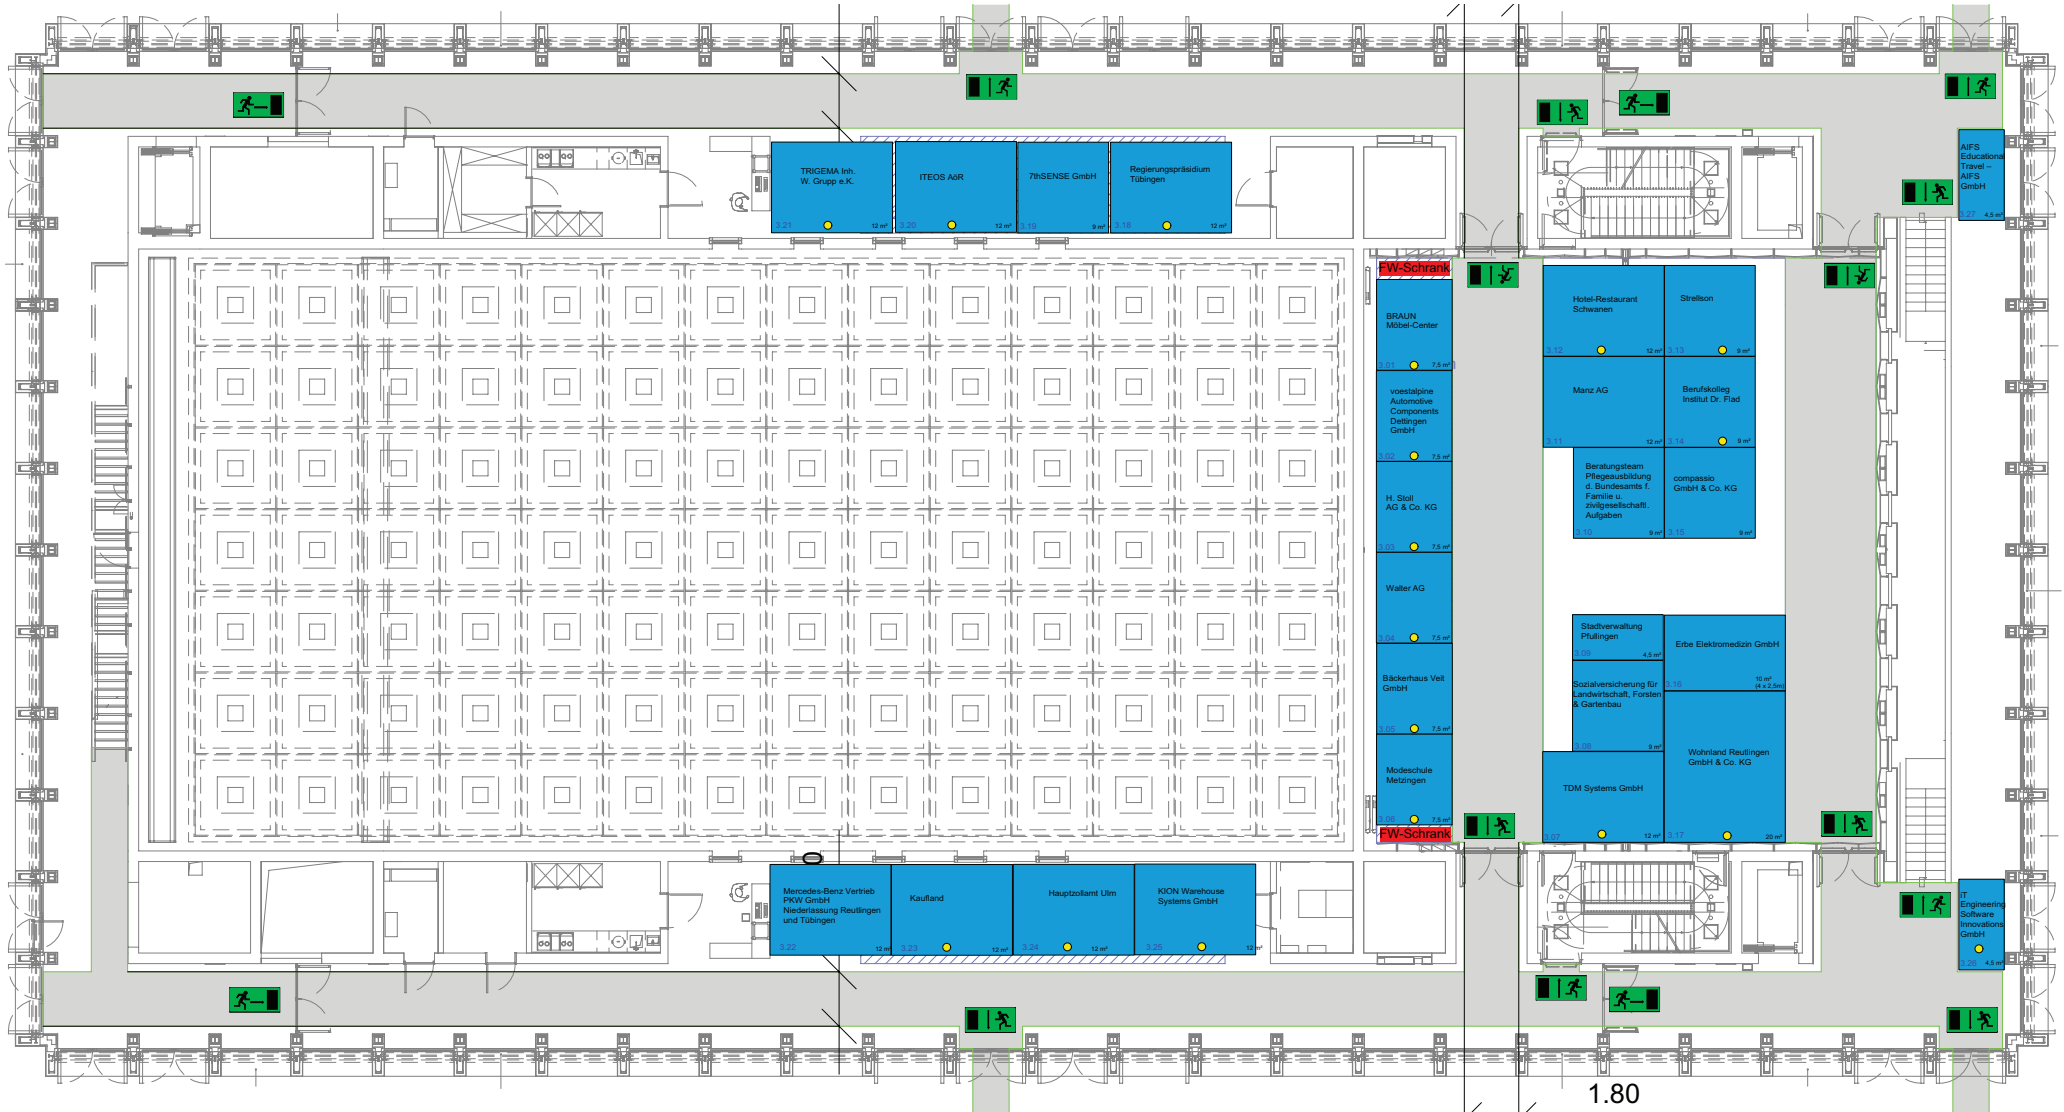 TRIGEMA Inh.
W. Grupp e.K.
3.21
12 m²
ITEOS AöR
3.20
12 m²
7thSENSE GmbH
3.19
9 m²
Regierungspräsidium
Tübingen
3.18
12 m²
AIFS
Educational
Travel –
AIFS
GmbH
3.27
4,5 m²
FW-Schrank
BRAUN
Möbel-Center
3.01
7,5 m²
voestalpine
Automotive
Components
Dettingen
GmbH
3.02
7,5 m²
H. Stoll
AG & Co. KG
3.03
7,5 m²
Walter AG
3.04
7,5 m²
Bäckerhaus Veit
GmbH
3.05
7,5 m²
Modeschule
Metzingen
3.06
7,5 m²
FW-Schrank
Hotel-Restaurant
Schwanen
3.12
12 m²
Strellson
3.13
9 m²
Manz AG
3.11
12 m²
Berufskolleg
Institut Dr. Flad
3.14
9 m²
Beratungsteam
Pflegeausbildung
d. Bundesamts f.
Familie u.
zivilgesellschaftl.
Aufgaben
3.10
9 m²
compassio
GmbH & Co. KG
3.15
9 m²
Stadtverwaltung
Pfullingen
3.09
4,5 m²
Erbe Elektromedizin GmbH
3.16
10 m²
(4 x 2,5m)
Sozialversicherung für
Landwirtschaft, Forsten
& Gartenbau
3.08
9 m²
Wohnland Reutlingen
GmbH & Co. KG
3.17
20 m²
TDM Systems GmbH
3.07
12 m²
0
Mercedes-Benz Vertrieb
PKW GmbH
Niederlassung Reutlingen
und Tübingen
3.22
12 m²
Kaufland
3.23
12 m²
Hauptzollamt Ulm
3.24
12 m²
KION Warehouse
Systems GmbH
3.25
12 m²
IT
Engineering
Software
Innovations
GmbH
3.26
4,5 m²
1.80